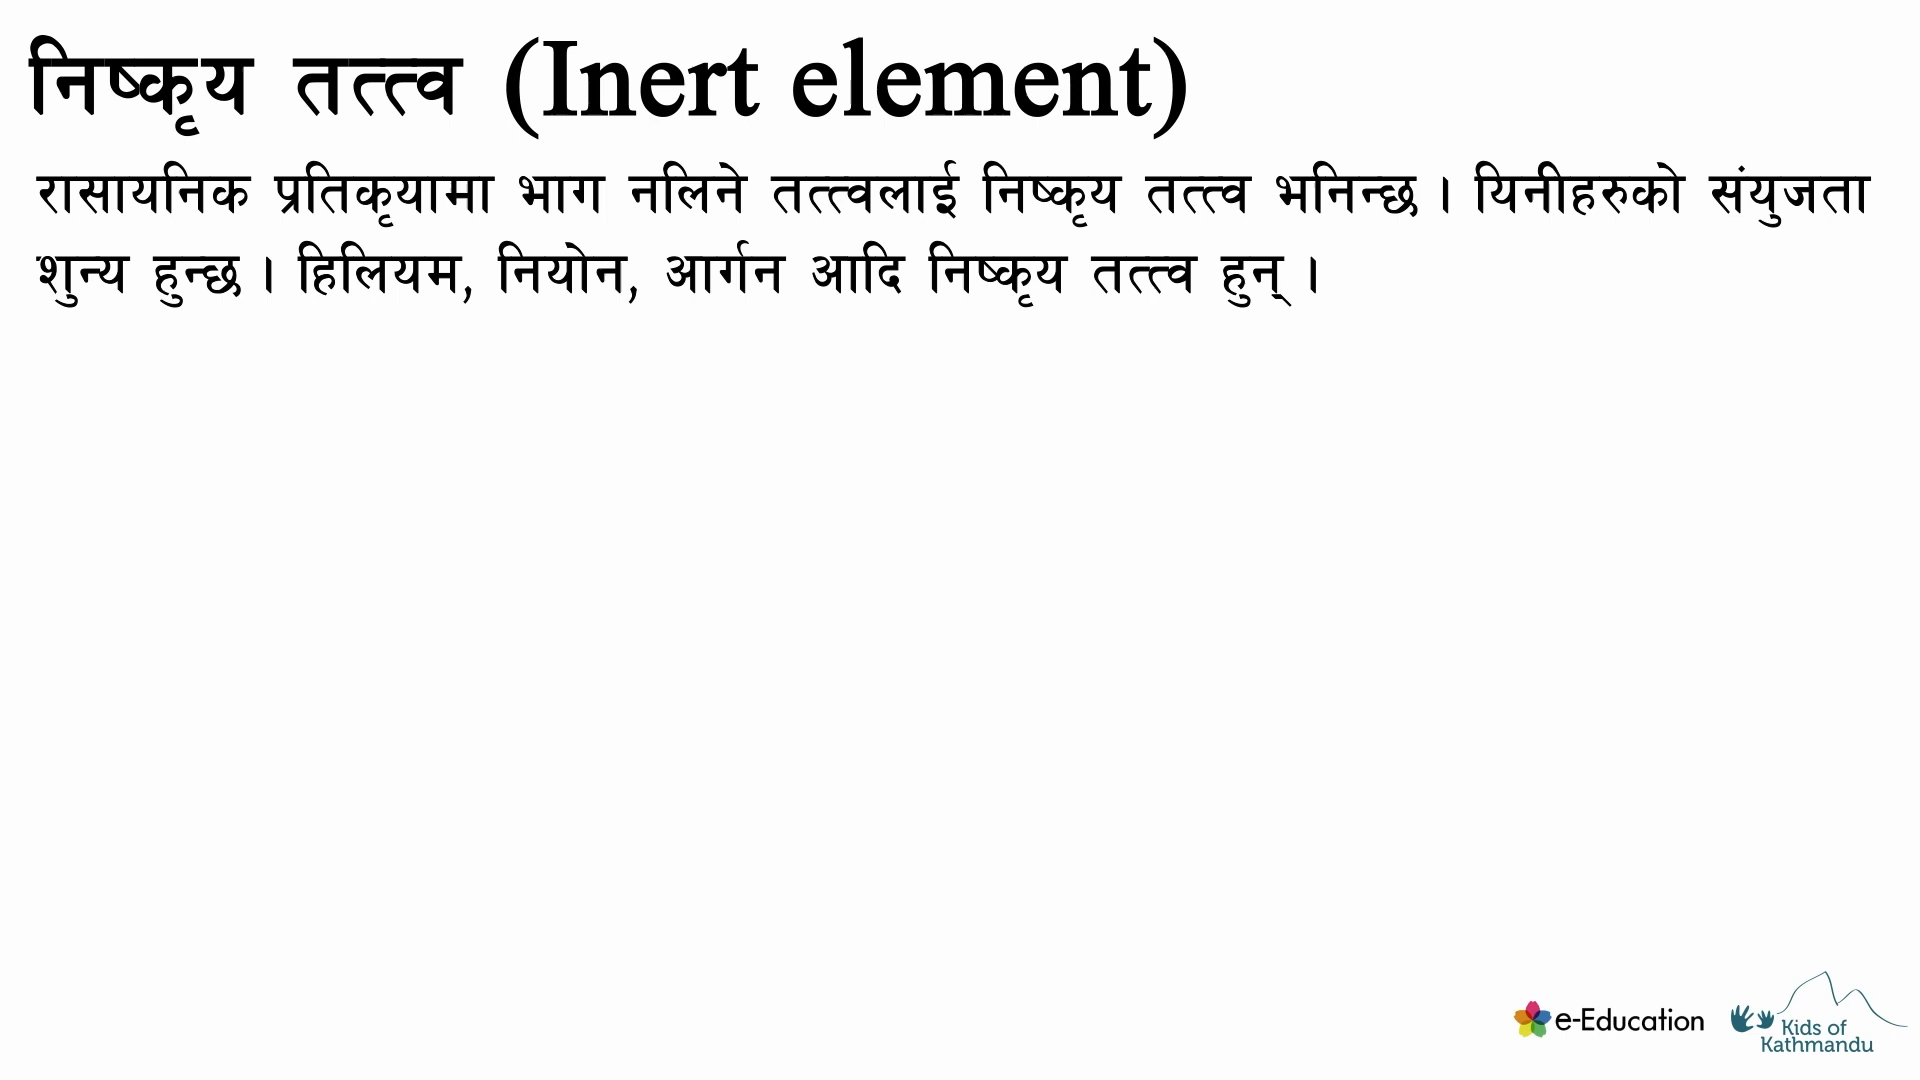 निष्कृय तत्त्व (Inert element)
रासायनिक प्रतिकृयामा भाग नलिने तत्त्वलाई निष्कृय तत्त्व भनिन्छ । यिनीहरुको संयुजता
शुन्य हुन्छ । हिलियम, नियोन, आर्गन आदि निष्कृय तत्त्व हुन् ।
e-Education
Kids of
Kathmandu